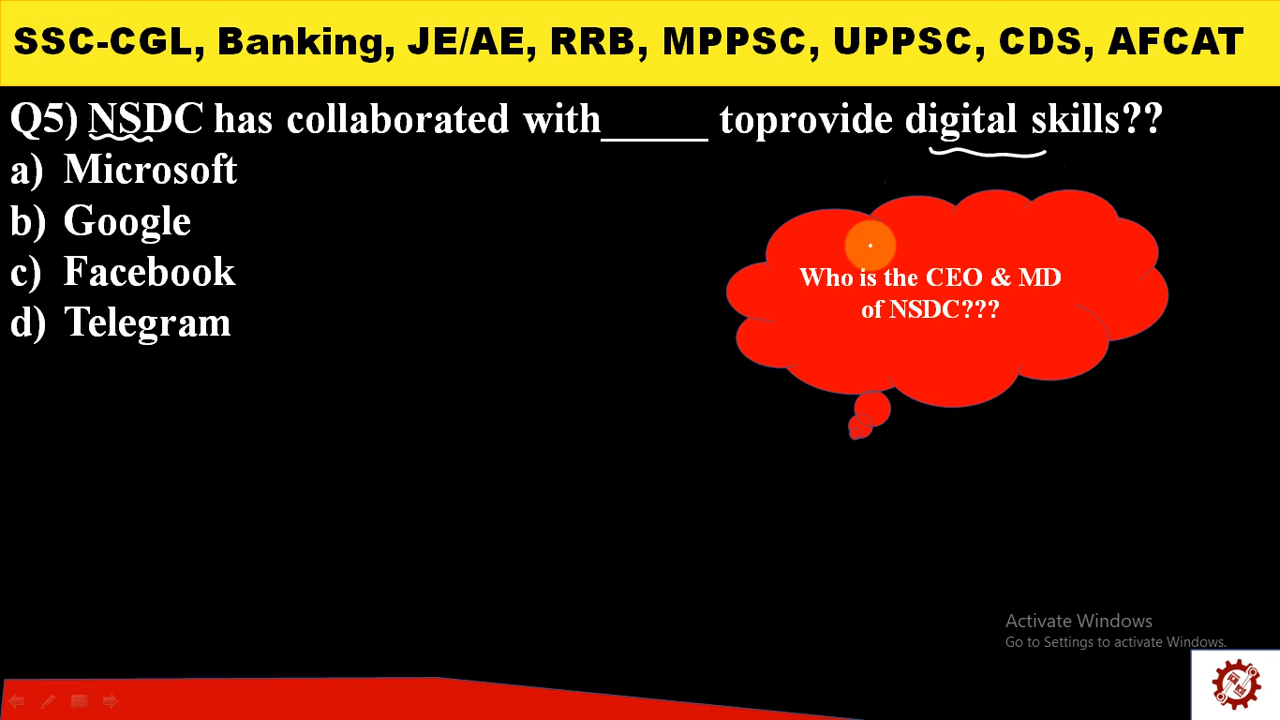 SSC-CGL, Banking, JE/AE, RRB, MPPSC, UPPSC, CDS, AFCAT
Q5) NSDC has collaborated with_____ toprovide digital skills??
a) Microsoft
b) Google
c) Facebook
d) Telegram
Who is the CEO & MD
of NSDC???
Activate Windows
Go to Settings to activate Windows.